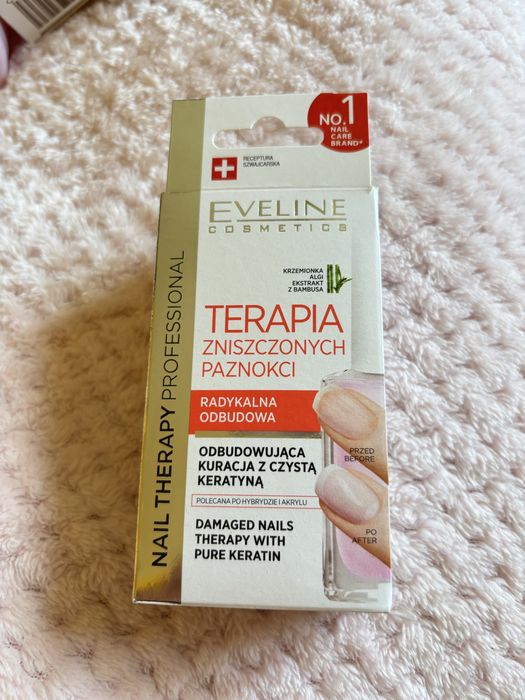 NO.1
NAIL
CARE
BRAND*
RECEPTURA
SZWAJCARSKA
EVELINE
COSMETICS
KRZEMIONKA
ALGI
EKSTRAKT
Z BAMBUSA
TERAPIA
ZNISZCZONYCH
PAZNOKCI
RADYKALNA
ODBUDOWA
ODBUDOWUJĄCA
KURACJA Z CZYSTĄ
KERATYNĄ
POLECANA PO HYBRYDZIE I AKRYLU
DAMAGED NAILS
THERAPY WITH
PURE KERATIN
PRZED
BEFORE
PO
AFTER
NAIL THERAPY PROFESSIONAL